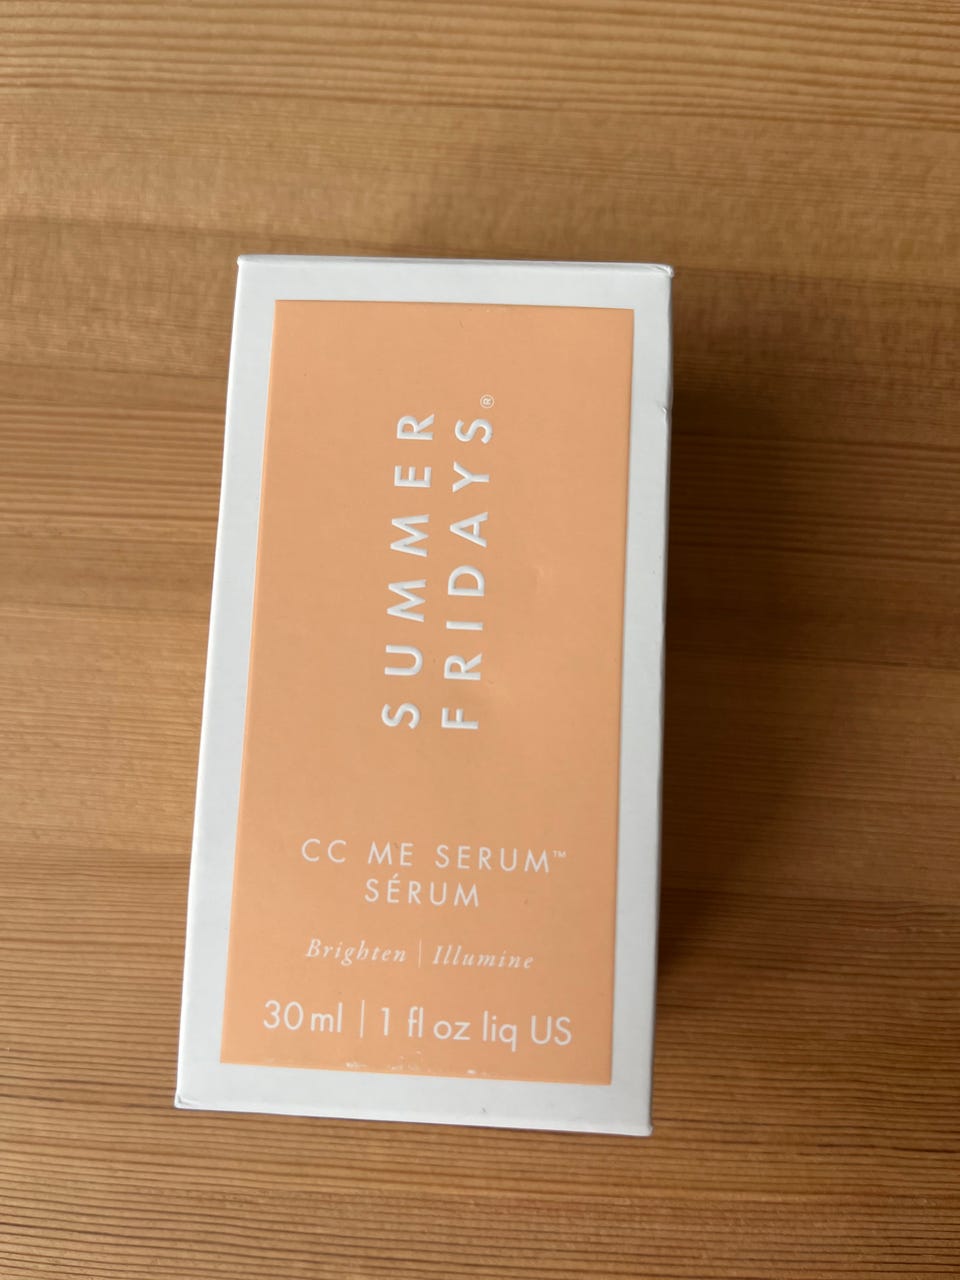 SUMMER
FRIDAYS®
CC ME SERUM™
SÉRUM
Brighten | Illumine
30 ml | 1 fl oz liq US